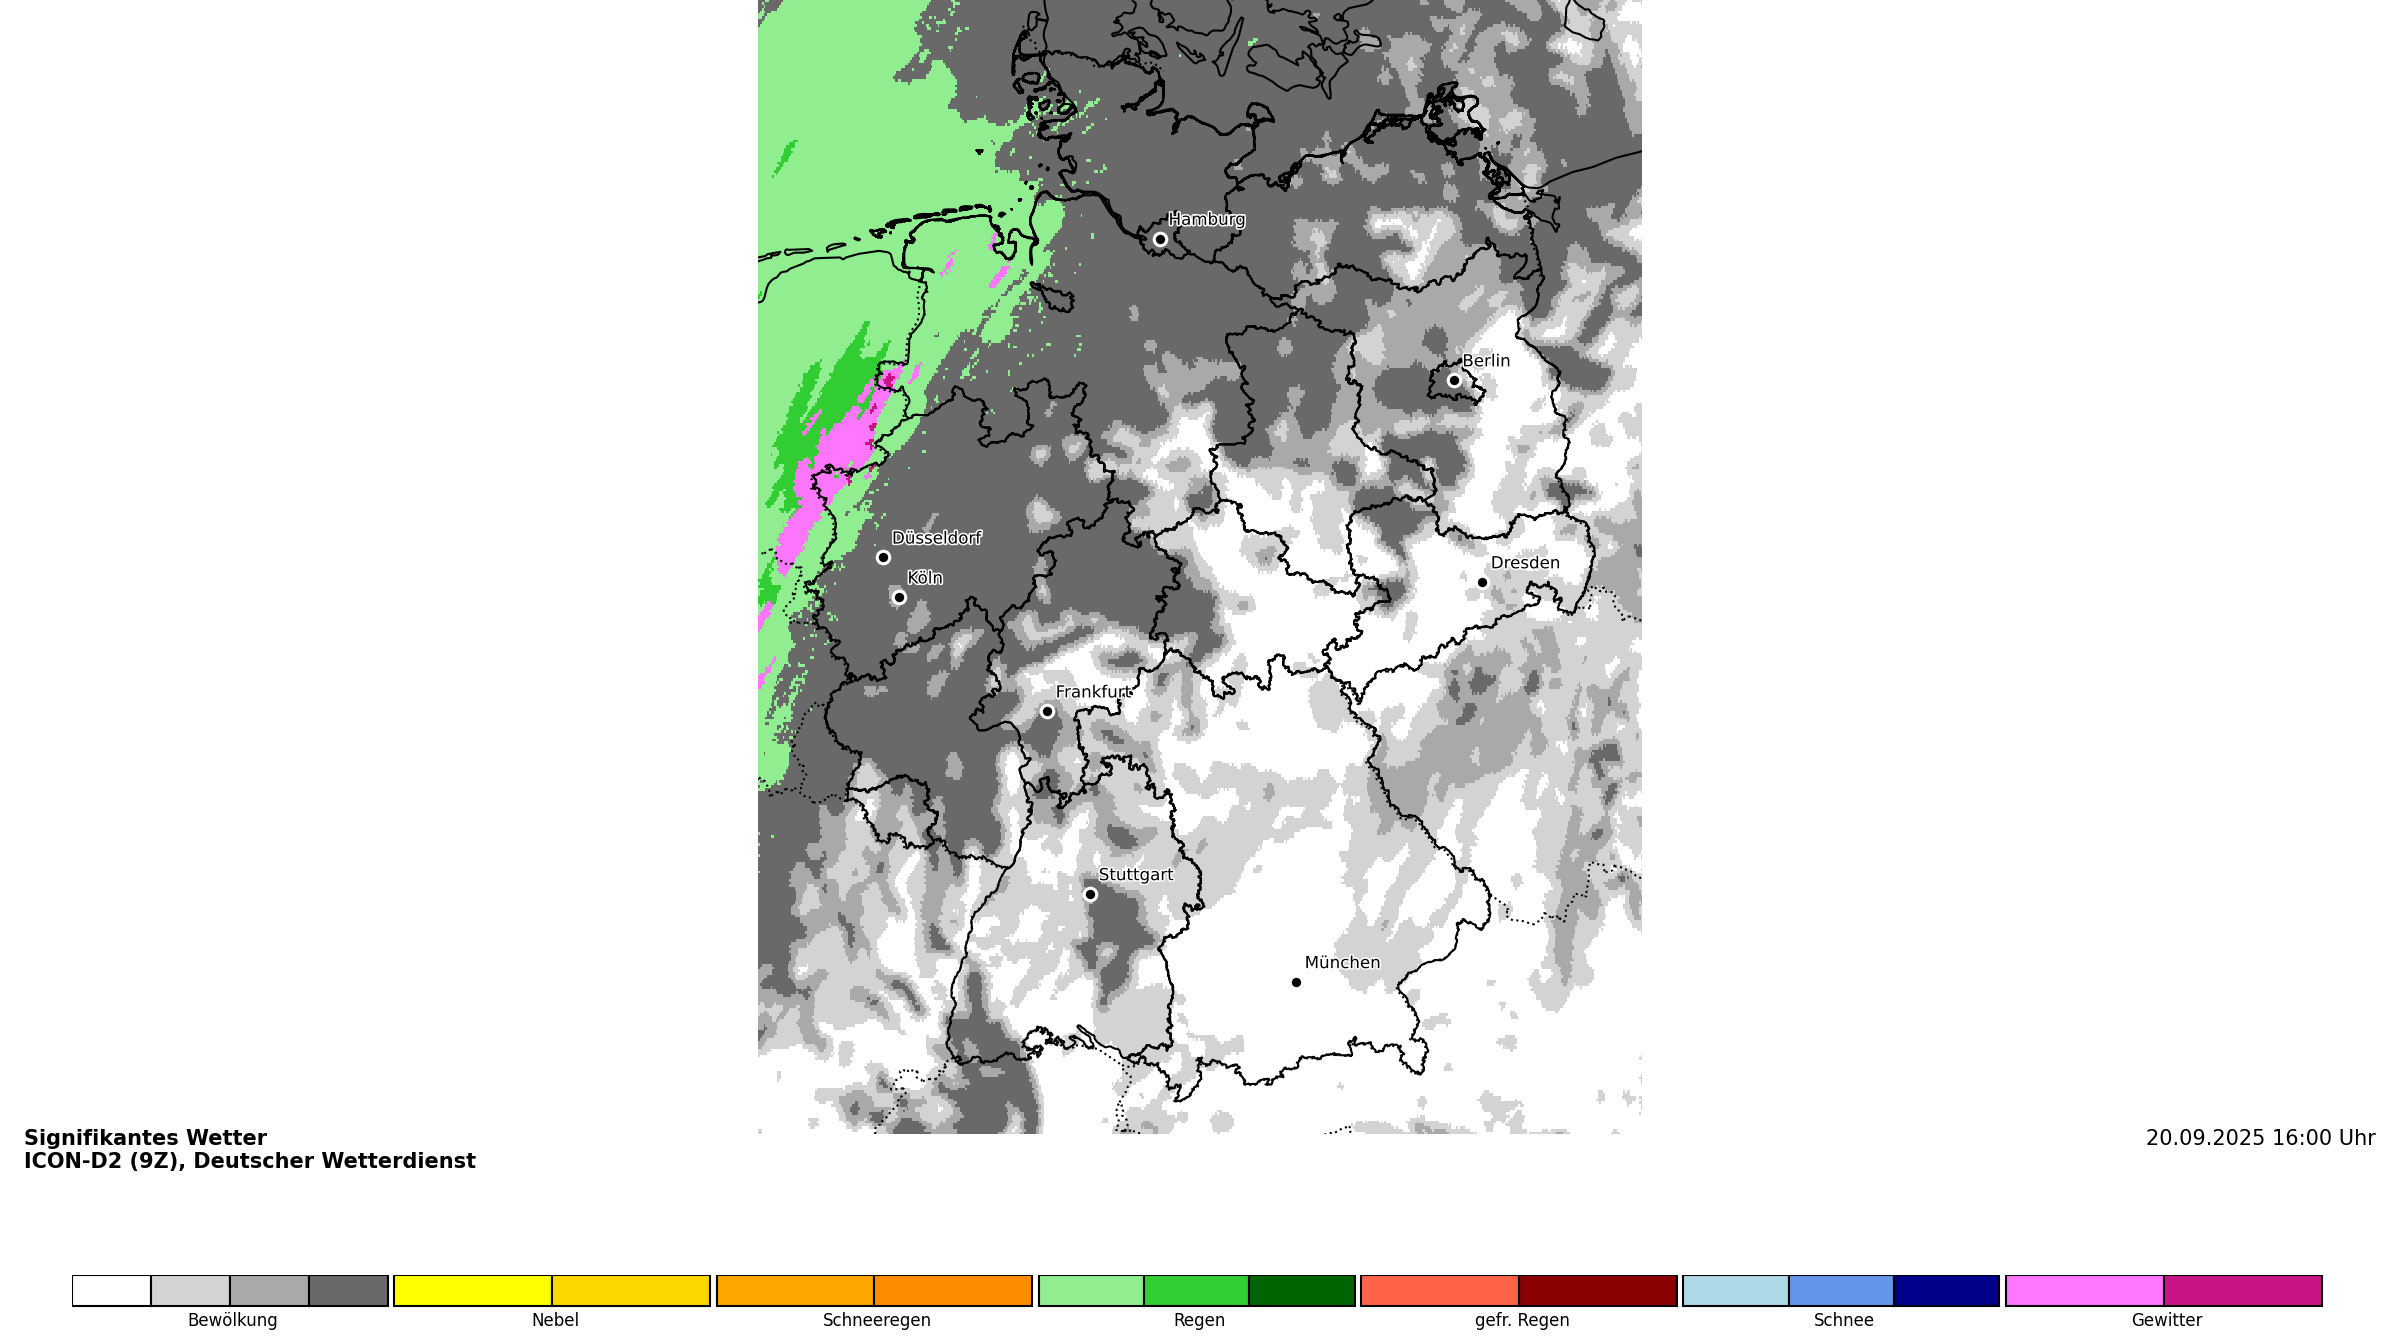 Hamburg
Berlin
Düsseldorf
Köln
Dresden
Frankfurt
Stuttgart
München
Signifikantes Wetter
ICON-D2 (9Z), Deutscher Wetterdienst
20.09.2025 16:00 Uhr
Bewölkung
Nebel
Schneeregen
Regen
gefr. Regen
Schnee
Gewitter